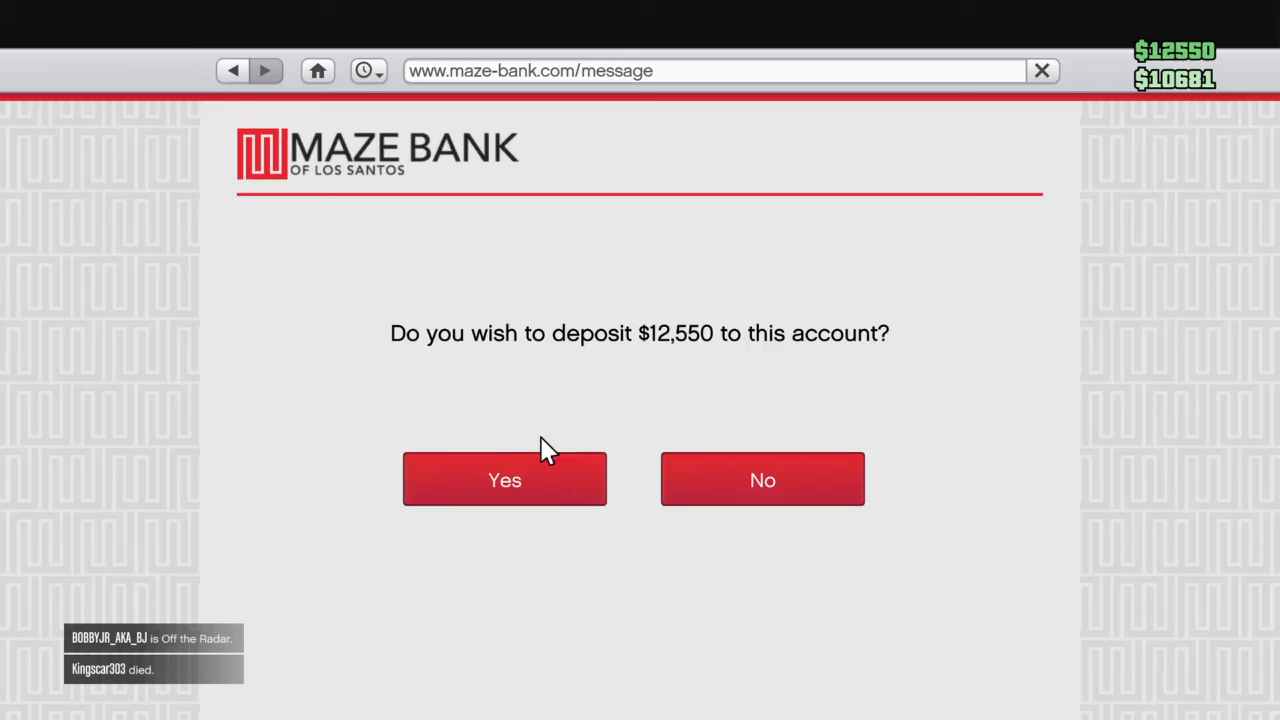 $12550
www.maze-bank.com/message
$10681
MAZE BANK
OF LOS SANTOS
Do you wish to deposit $12,550 to this account?
Yes
No
BOBBYJR_AKA_BJ is Off the Radar.
Kingscar303 died.